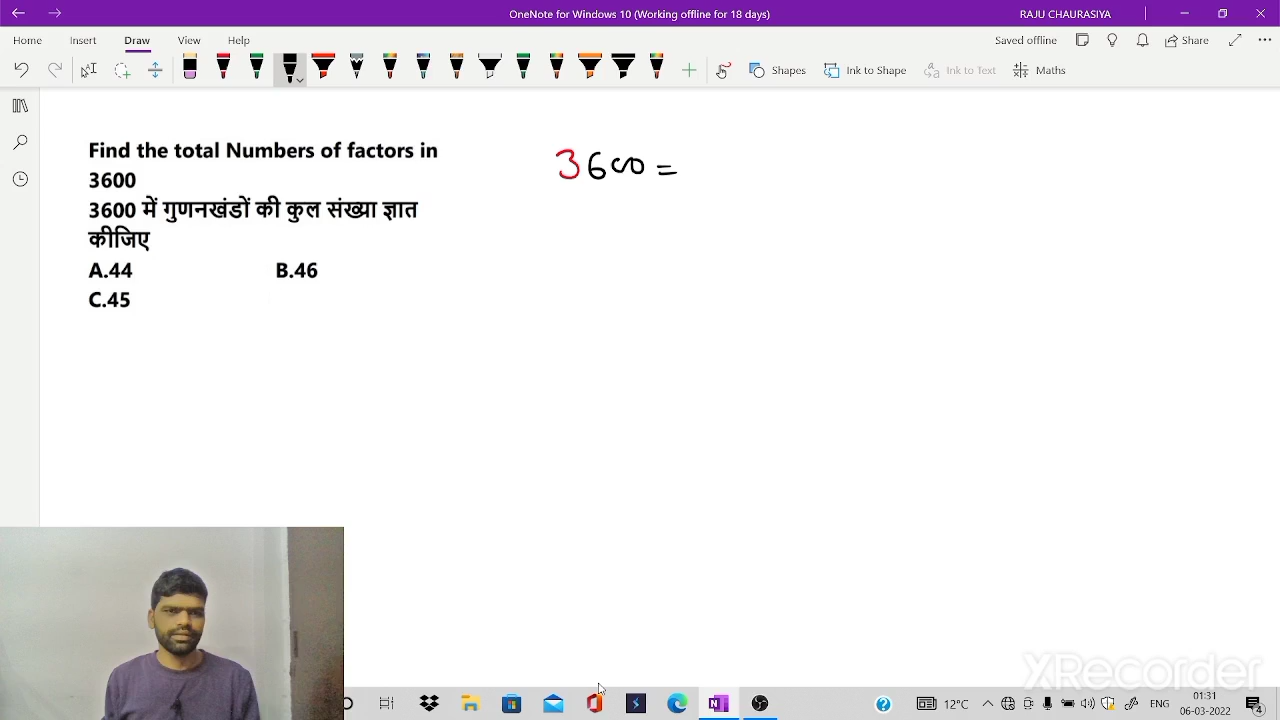 OneNote for Windows 10 (Working offline for 18 days)
RAJU CHAURASIYA
Home Insert Draw View Help
Saved offline
Share
Shapes Ink to Shape Ink to Text Maths
Find the total Numbers of factors in
3600
3600 में गुणनखंडों की कुल संख्या ज्ञात
कीजिए
A.44 B.46
C.45
3600 =
XRecorder
12°C
ENG
01:31
06-02-2022
4